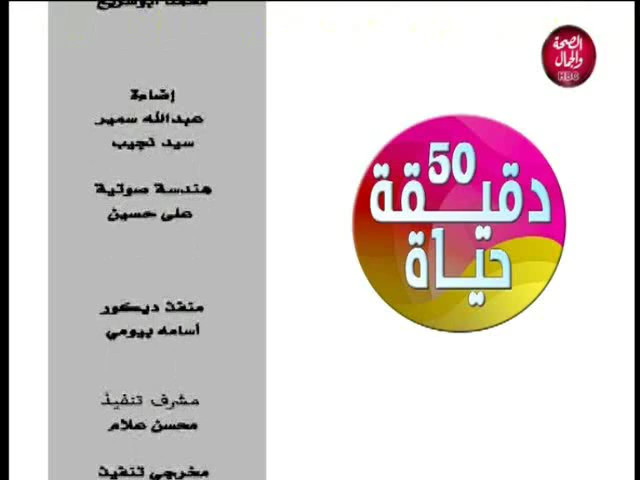 الصحة
والجمال
HBC
إضاءة
عبدالله سمير
سيد نجيب
هندسة صوتية
على حسين
منفذ ديكور
أسامه بيومي
مشرف تنفيذ
محسن علام
مخرجي تنفيذ
50
دقيقة
حياة